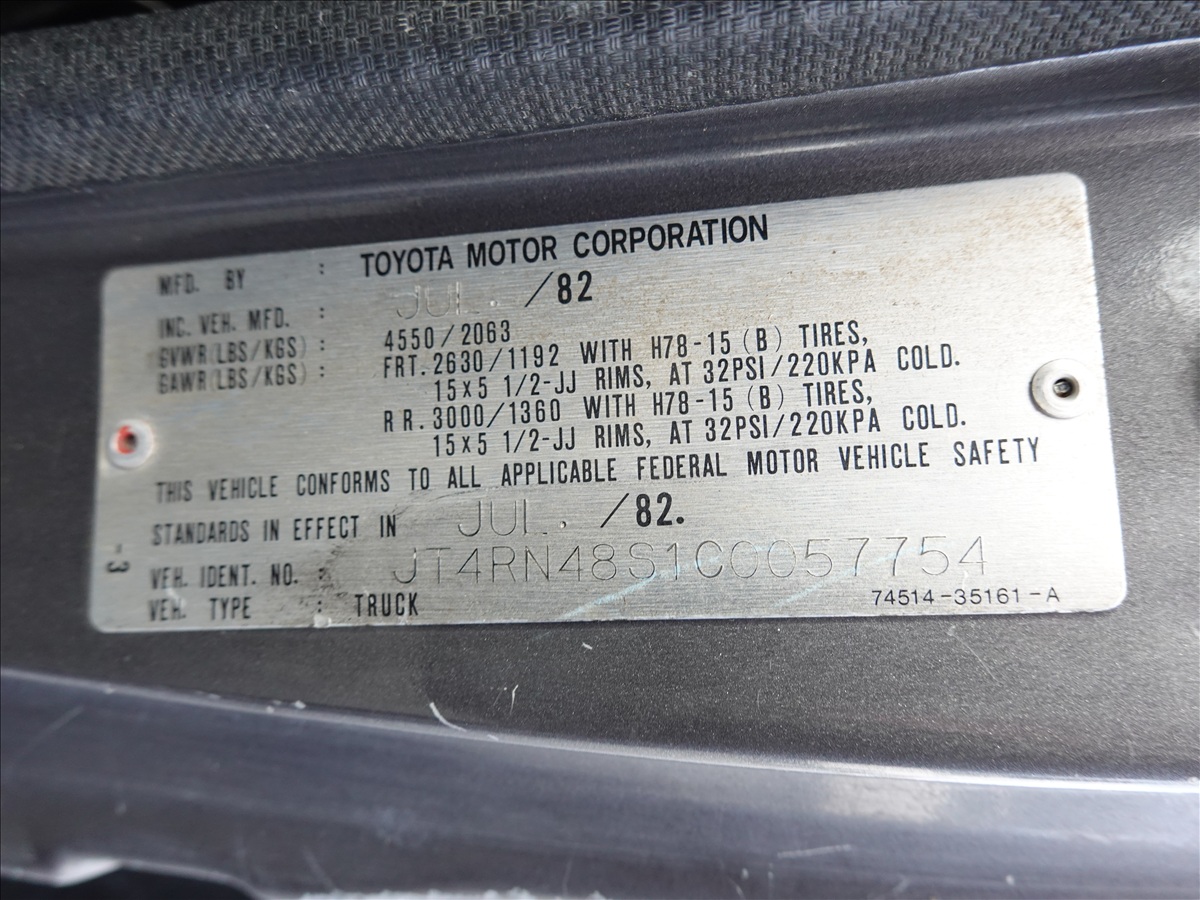 MFD. BY : TOYOTA MOTOR CORPORATION
INC. VEH. MFD. : JUL. /82
GVWR(LBS/KGS) : 4550/2063
GAWR(LBS/KGS) : FRT. 2630/1192 WITH H78-15 (B) TIRES,
15x5 1/2-JJ RIMS, AT 32PSI/220KPA COLD.
RR. 3000/1360 WITH H78-15 (B) TIRES,
15x5 1/2-JJ RIMS, AT 32PSI/220KPA COLD.
THIS VEHICLE CONFORMS TO ALL APPLICABLE FEDERAL MOTOR VEHICLE SAFETY
STANDARDS IN EFFECT IN JUL. /82.
VEH. IDENT. NO. : JT4RN48S1C0057754
VEH. TYPE : TRUCK
74514-35161-A